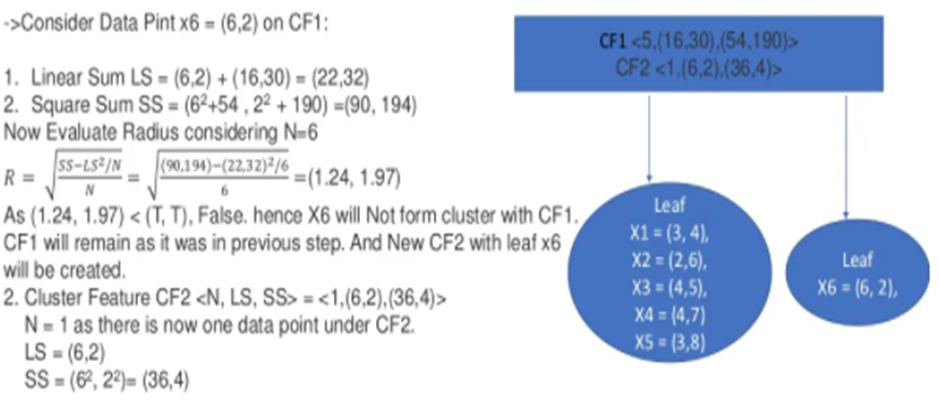 ->Consider Data Pint x6 = (6,2) on CF1:
1. Linear Sum LS = (6,2) + (16,30) = (22,32)
2. Square Sum SS = (6²+54 , 2² + 190) =(90, 194)
Now Evaluate Radius considering N=6
R = √((SS−LS²/N)/N) = √(((90,194)−(22,32)²/6)/6) =(1.24, 1.97)
As (1.24, 1.97) < (T, T), False. hence X6 will Not form cluster with CF1.
CF1 will remain as it was in previous step. And New CF2 with leaf x6
will be created.
2. Cluster Feature CF2 <N, LS, SS> = <1,(6,2),(36,4)>
N = 1 as there is now one data point under CF2.
LS = (6,2)
SS = (6², 2²)= (36,4)
CF1 <5,(16,30),(54,190)>
CF2 <1,(6,2),(36,4)>
Leaf
X1 = (3, 4),
X2 = (2,6),
X3 = (4,5),
X4 = (4,7)
X5 = (3,8)
Leaf
X6 = (6, 2),